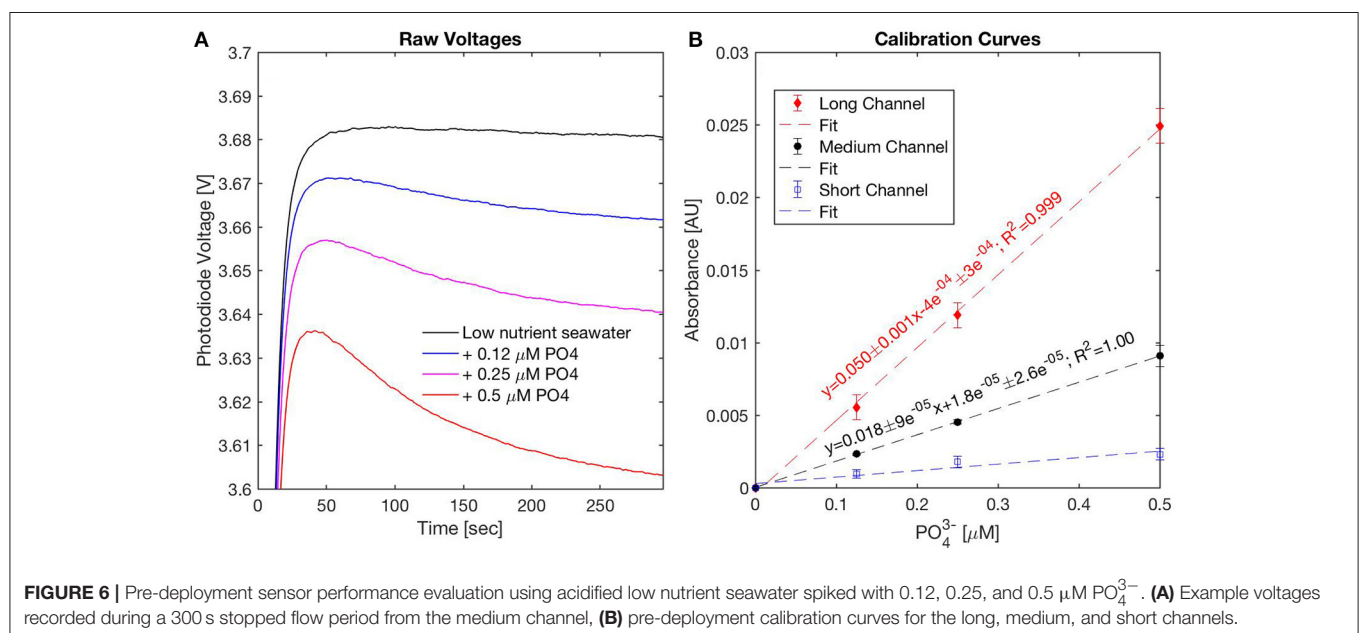 A
Raw Voltages
3.7
3.69
3.68
3.67
3.66
3.65
3.64
3.63
3.62
3.61
3.6
Photodiode Voltage [V]
Low nutrient seawater
+ 0.12 μM PO4
+ 0.25 μM PO4
+ 0.5 μM PO4
0 50 100 150 200 250
Time [sec]
B
Calibration Curves
0.03
0.025
0.02
0.015
0.01
0.005
0
Absorbance [AU]
Long Channel
Fit
Medium Channel
Fit
Short Channel
Fit
y=0.050±0.001x-4e^-04±3e^-04; R²=0.999
y=0.018±9e^-05x+1.8e^-05±2.6e^-05; R²=1.00
0 0.1 0.2 0.3 0.4 0.5
PO₄³⁻ [μM]
FIGURE 6 | Pre-deployment sensor performance evaluation using acidified low nutrient seawater spiked with 0.12, 0.25, and 0.5 μM PO₄³⁻. (A) Example voltages
recorded during a 300 s stopped flow period from the medium channel, (B) pre-deployment calibration curves for the long, medium, and short channels.